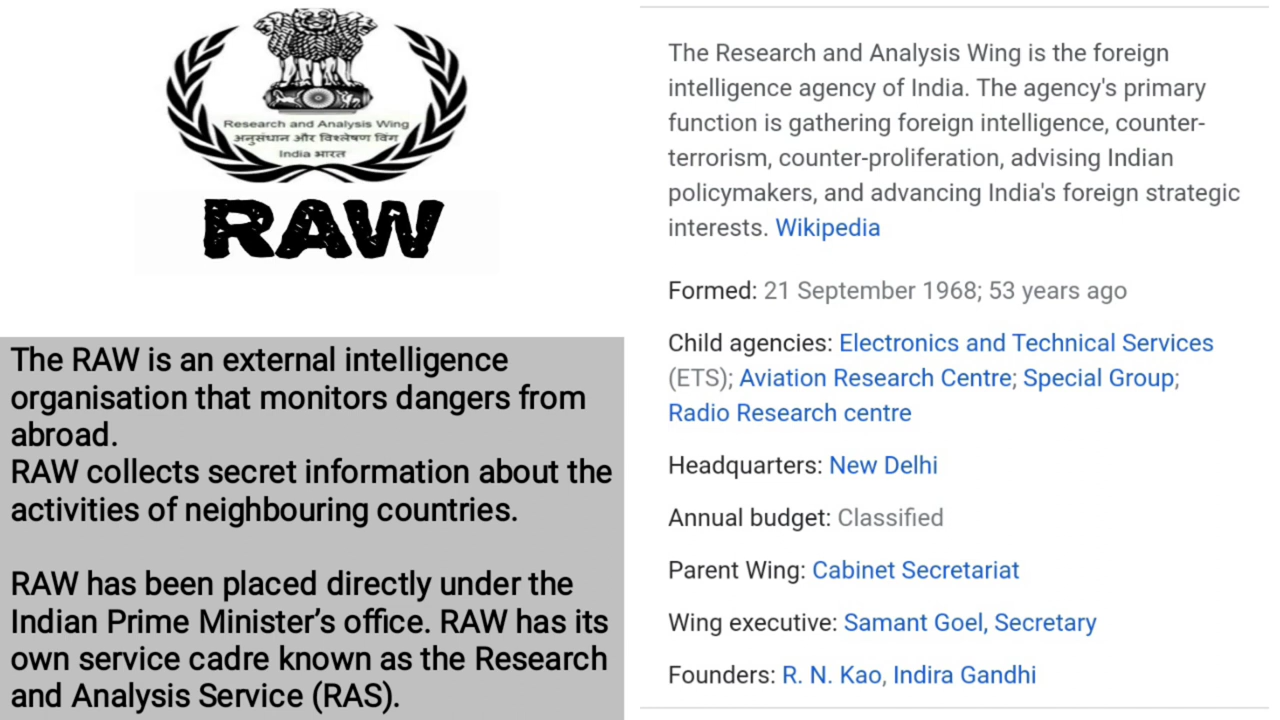 Research and Analysis Wing
अनुसंधान और विश्लेषण विंग
India भारत
RAW
The RAW is an external intelligence
organisation that monitors dangers from
abroad.
RAW collects secret information about the
activities of neighbouring countries.
RAW has been placed directly under the
Indian Prime Minister’s office. RAW has its
own service cadre known as the Research
and Analysis Service (RAS).
The Research and Analysis Wing is the foreign
intelligence agency of India. The agency's primary
function is gathering foreign intelligence, counter-
terrorism, counter-proliferation, advising Indian
policymakers, and advancing India's foreign strategic
interests. Wikipedia
Formed: 21 September 1968; 53 years ago
Child agencies: Electronics and Technical Services
(ETS); Aviation Research Centre; Special Group;
Radio Research centre
Headquarters: New Delhi
Annual budget: Classified
Parent Wing: Cabinet Secretariat
Wing executive: Samant Goel, Secretary
Founders: R. N. Kao, Indira Gandhi